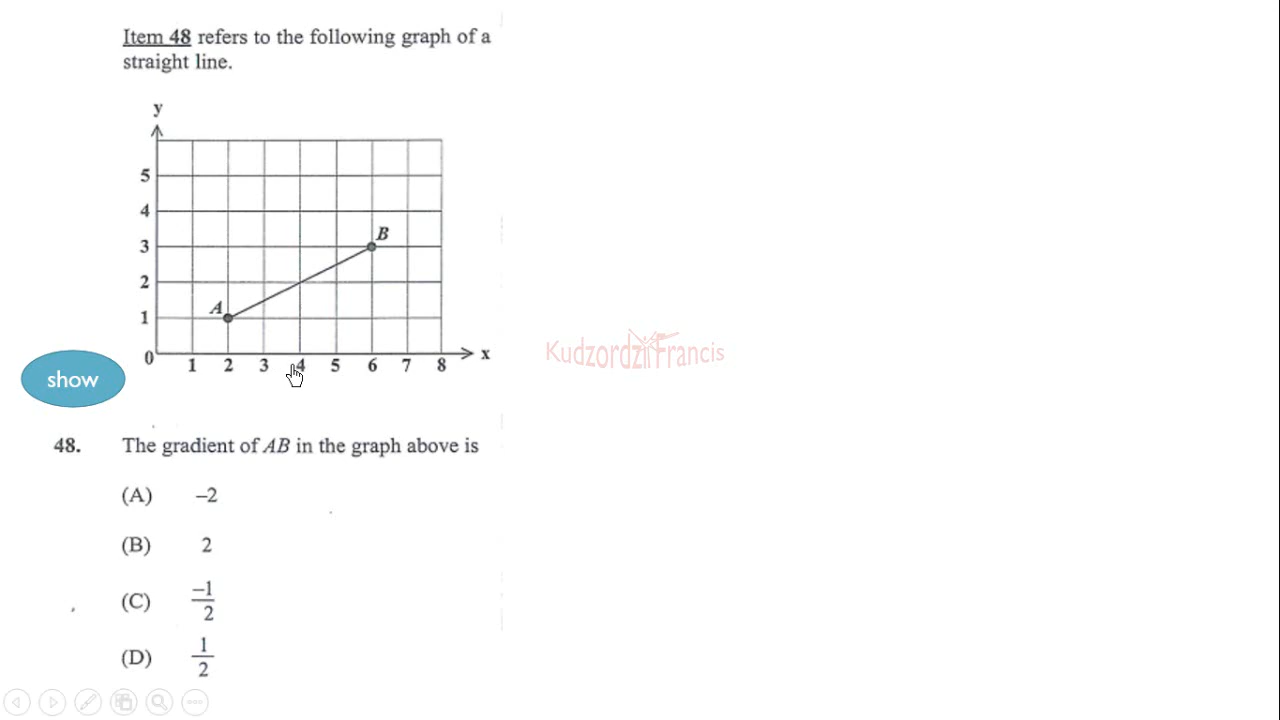 Item 48 refers to the following graph of a
straight line.
y
5
4
3
2
1
0
B
A
1 2 3 4 5 6 7 8
x
show
Kudzordzi Francis
48. The gradient of AB in the graph above is
(A) –2
(B) 2
(C) –1/2
(D) 1/2